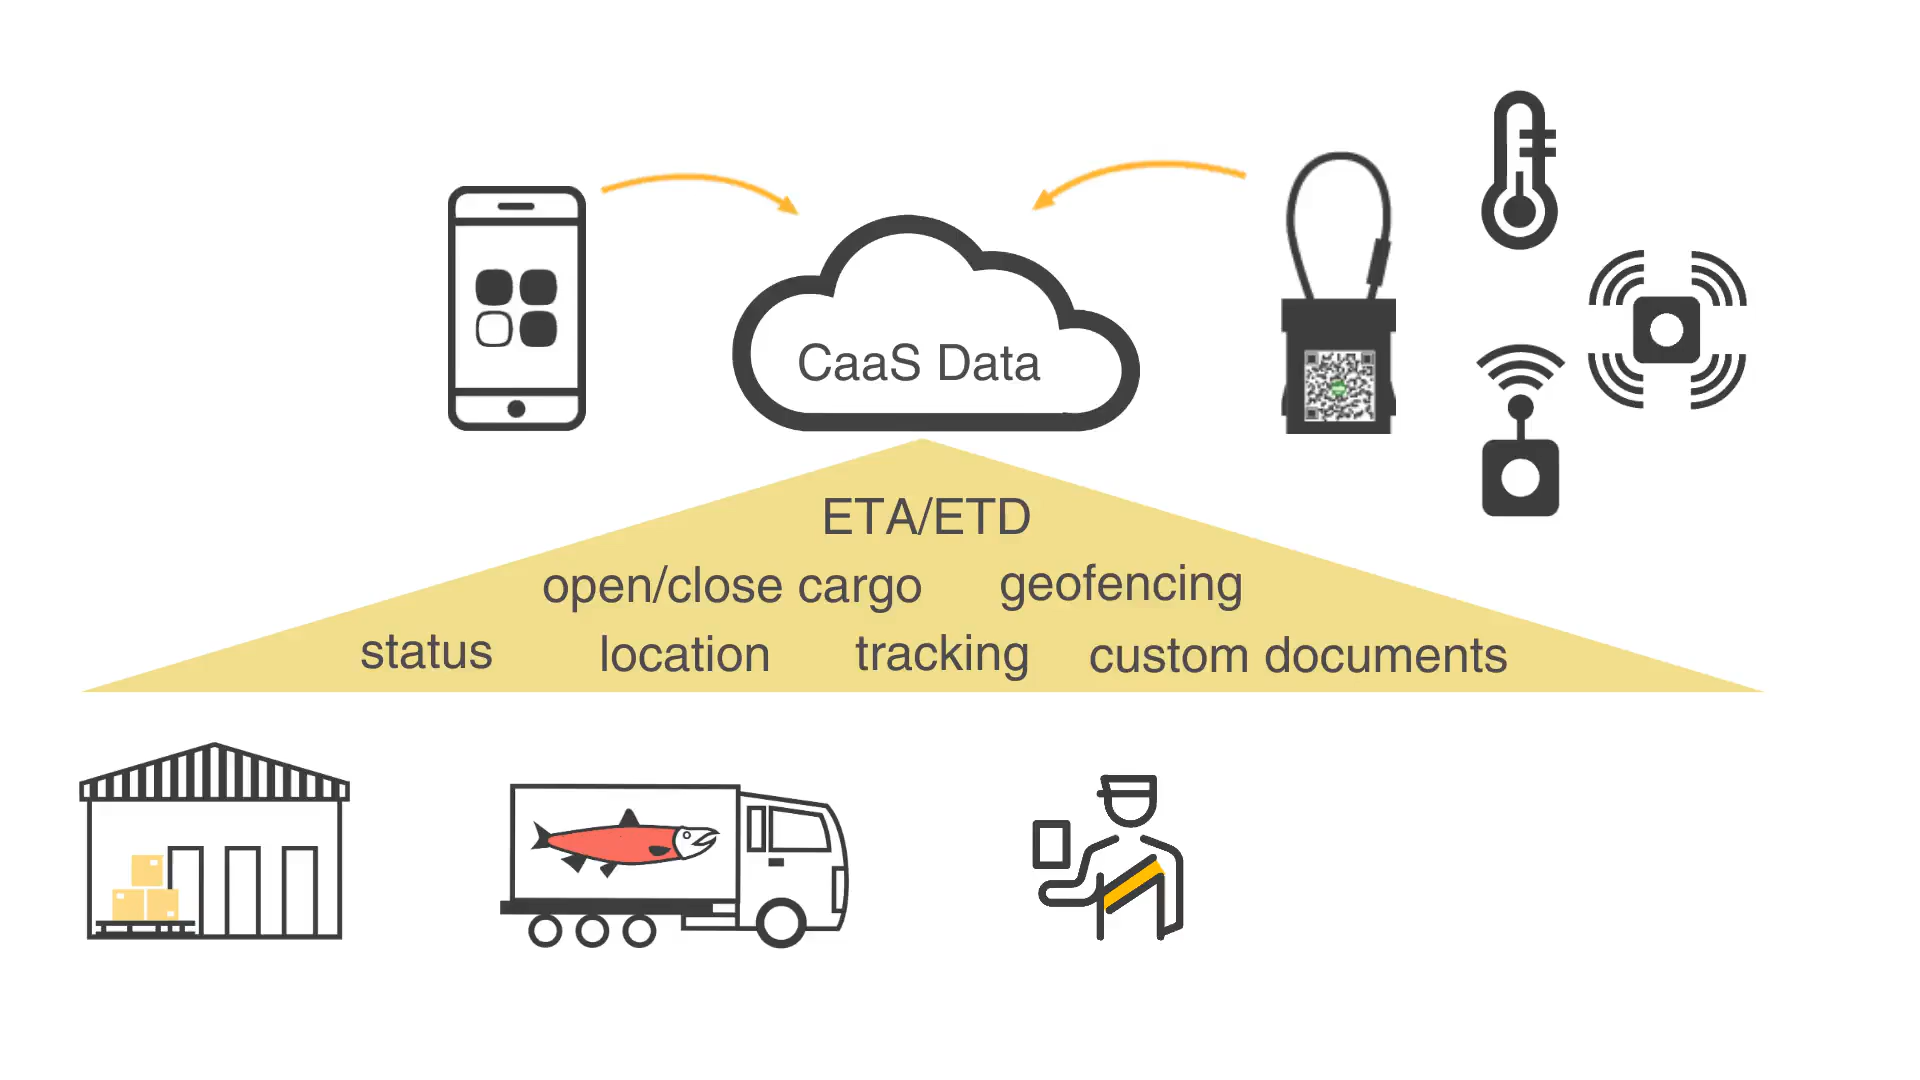 CaaS Data
ETA/ETD
open/close cargo geofencing
status location tracking custom documents